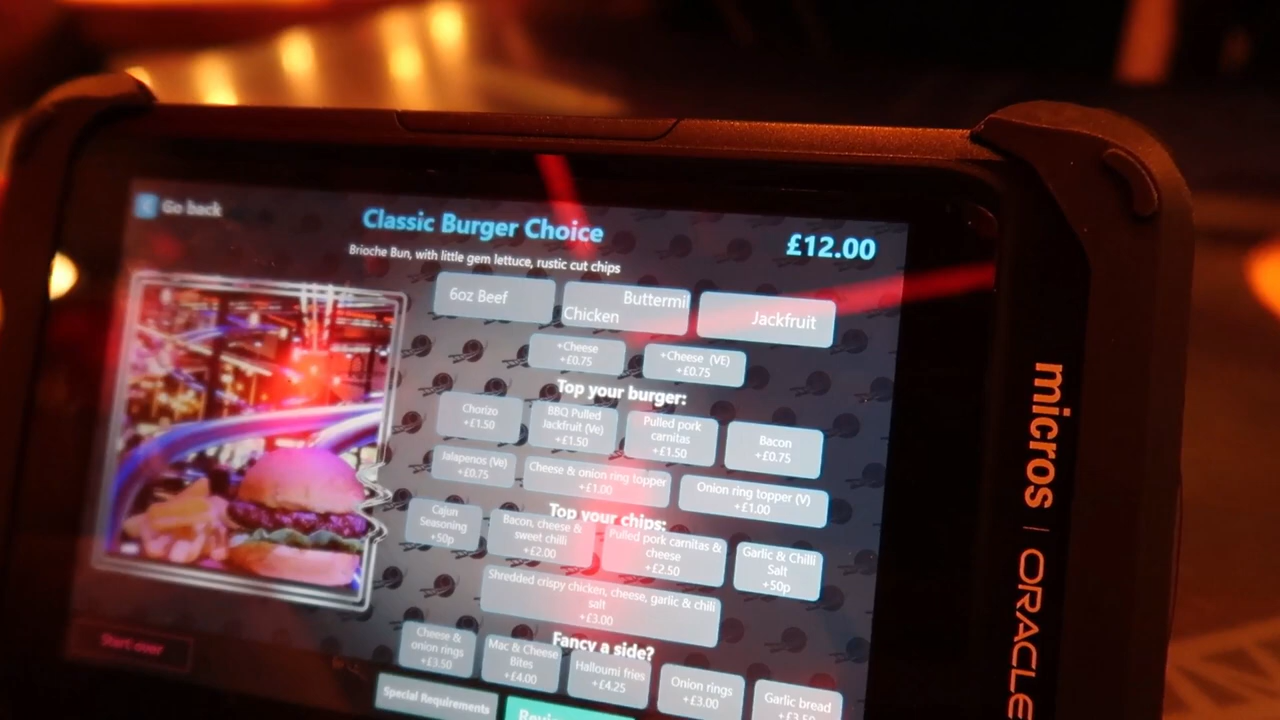 Go back
Classic Burger Choice
£12.00
Brioche Bun, with little gem lettuce, rustic cut chips
6oz Beef
Buttermi
Chicken
Jackfruit
+Cheese
+£0.75
+Cheese (VE)
+£0.75
Top your burger:
Chorizo
+£1.50
BBQ Pulled
Jackfruit (Ve)
+£1.50
Pulled pork
carnitas
+£1.50
Bacon
+£0.75
Jalapenos (Ve)
+£0.75
Cheese & onion ring topper
+£1.00
Onion ring topper (V)
+£1.00
Top your chips:
Cajun
Seasoning
+50p
Bacon, cheese &
sweet chilli
+£2.00
Pulled pork carnitas &
cheese
+£2.50
Garlic & Chilli
Salt
+50p
Shredded crispy chicken, cheese, garlic & chili
salt
+£3.00
Fancy a side?
Cheese &
onion rings
+£3.50
Mac & Cheese
Bites
+£4.00
Halloumi fries
+£4.25
Onion rings
+£3.00
Garlic bread
+£3.50
Start over
Special Requirements
micros | ORACLE